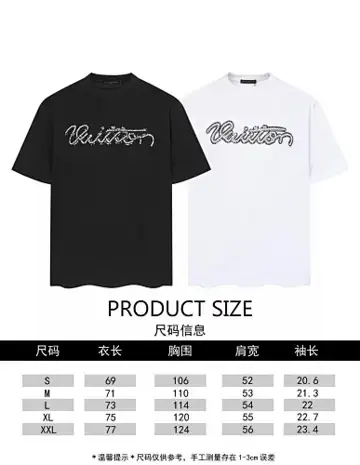 Vuitton
Vuitton
PRODUCT SIZE
尺码信息
尺码 衣长 胸围 肩宽 袖长
S 69 106 52 20.6
M 71 110 53 21.3
L 73 114 54 22
XL 75 120 55 22.7
XXL 77 124 56 23.4
*温馨提示*尺码仅供参考，手工测量存在1-3cm误差